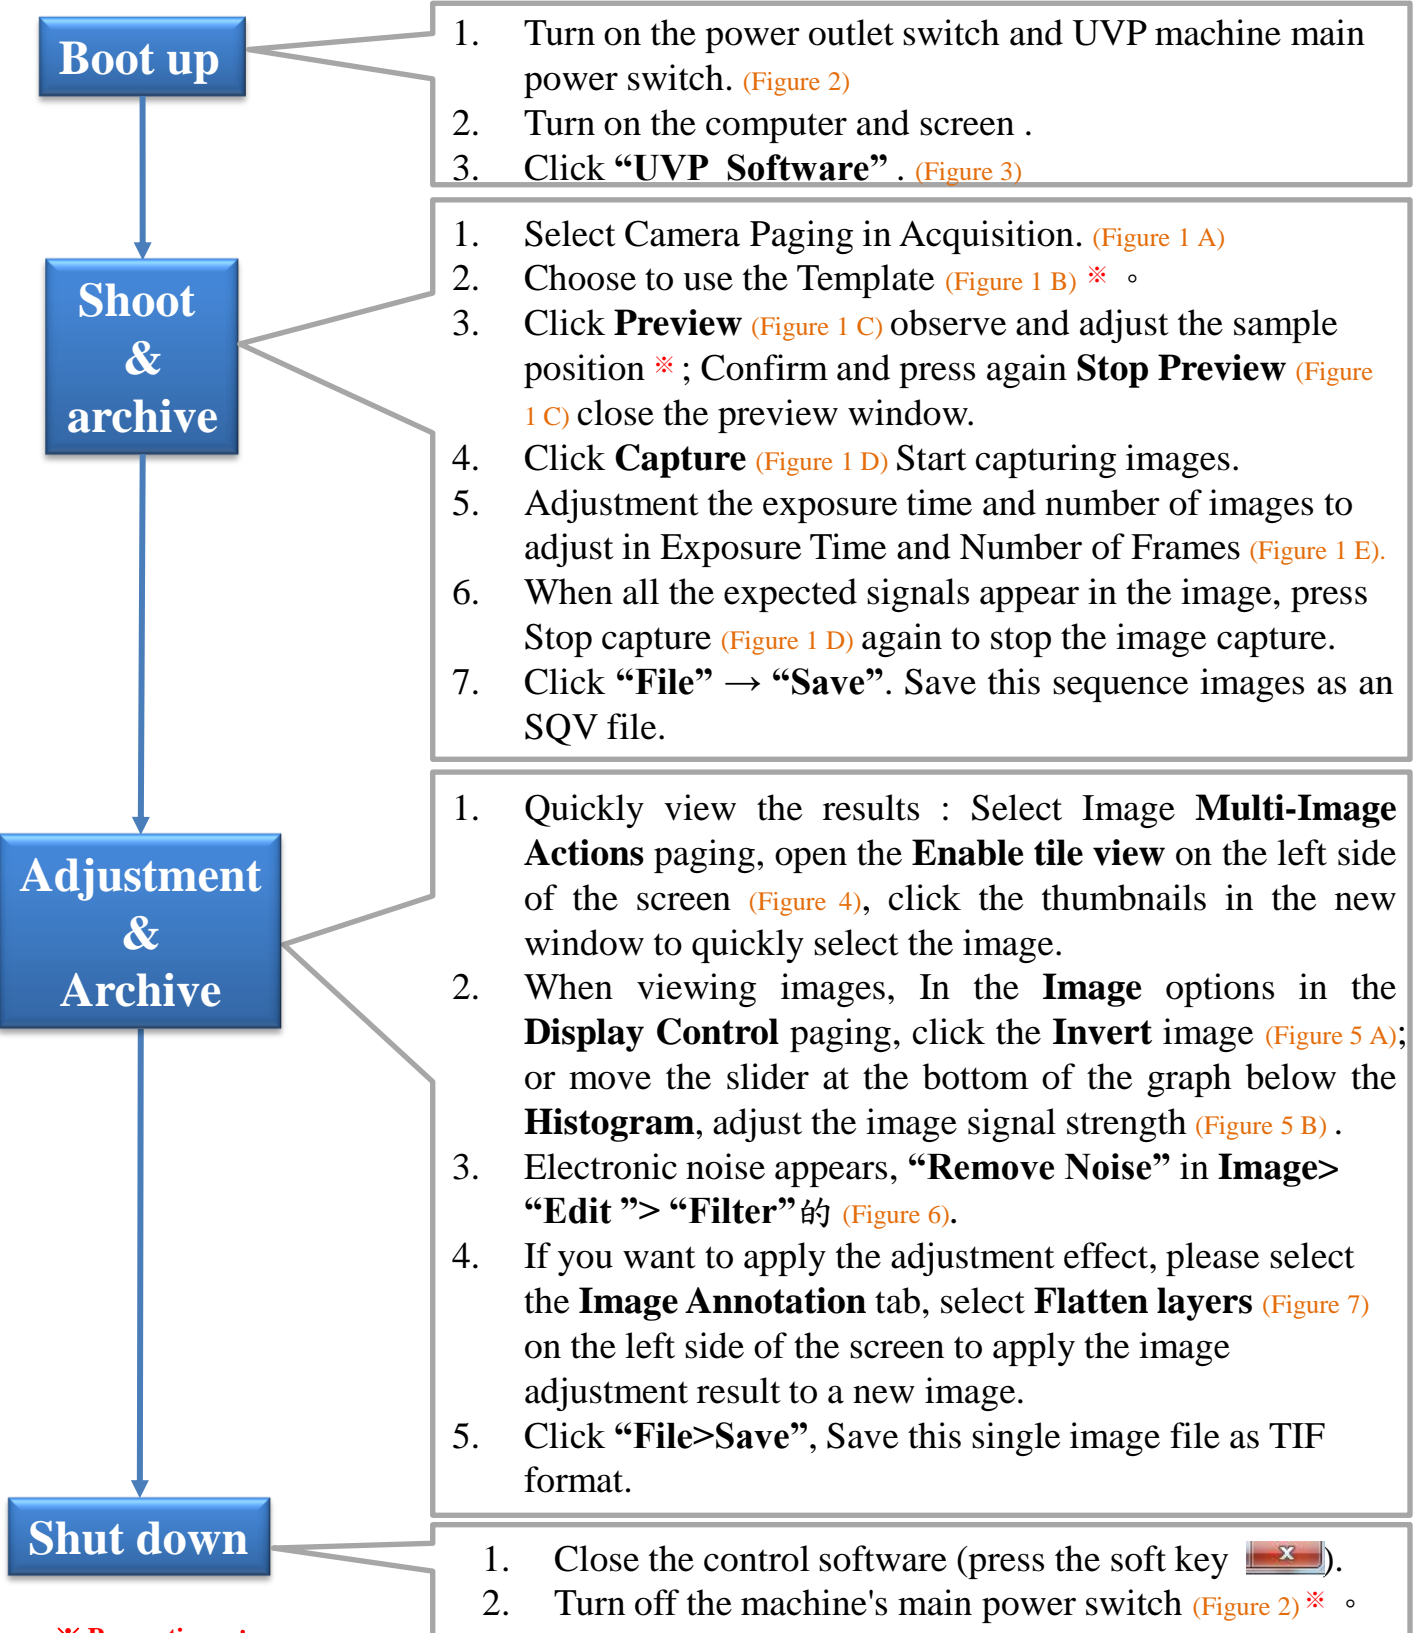 Boot up
1. Turn on the power outlet switch and UVP machine main
power switch. (Figure 2)
2. Turn on the computer and screen .
3. Click “UVP Software” . (Figure 3)
Shoot
&
archive
1. Select Camera Paging in Acquisition. (Figure 1 A)
2. Choose to use the Template (Figure 1 B) ※ 。
3. Click Preview (Figure 1 C) observe and adjust the sample
position ※ ; Confirm and press again Stop Preview (Figure
1 C) close the preview window.
4. Click Capture (Figure 1 D) Start capturing images.
5. Adjustment the exposure time and number of images to
adjust in Exposure Time and Number of Frames (Figure 1 E).
6. When all the expected signals appear in the image, press
Stop capture (Figure 1 D) again to stop the image capture.
7. Click “File” → “Save”. Save this sequence images as an
SQV file.
Adjustment
&
Archive
1. Quickly view the results : Select Image Multi-Image
Actions paging, open the Enable tile view on the left side
of the screen (Figure 4), click the thumbnails in the new
window to quickly select the image.
2. When viewing images, In the Image options in the
Display Control paging, click the Invert image (Figure 5 A);
or move the slider at the bottom of the graph below the
Histogram, adjust the image signal strength (Figure 5 B) .
3. Electronic noise appears, “Remove Noise” in Image>
“Edit ”> “Filter”的 (Figure 6).
4. If you want to apply the adjustment effect, please select
the Image Annotation tab, select Flatten layers (Figure 7)
on the left side of the screen to apply the image
adjustment result to a new image.
5. Click “File>Save”, Save this single image file as TIF
format.
Shut down
1. Close the control software (press the soft key x ).
2. Turn off the machine's main power switch (Figure 2) ※ 。